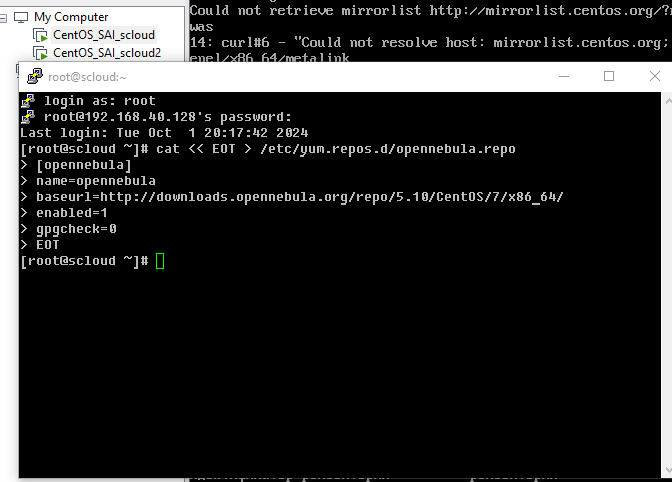 My Computer
CentOS_SAI_scloud
CentOS_SAI_scloud2
Could not retrieve mirrorlist http://mirrorlist.centos.org/?
was
14: curl#6 - "Could not resolve host: mirrorlist.centos.org;
epel/x86_64/metalink
root@scloud:~
login as: root
root@192.168.40.128's password:
Last login: Tue Oct  1 20:17:42 2024
[root@scloud ~]# cat << EOT > /etc/yum.repos.d/opennebula.repo
> [opennebula]
> name=opennebula
> baseurl=http://downloads.opennebula.org/repo/5.10/CentOS/7/x86_64/
> enabled=1
> gpgcheck=0
> EOT
[root@scloud ~]#